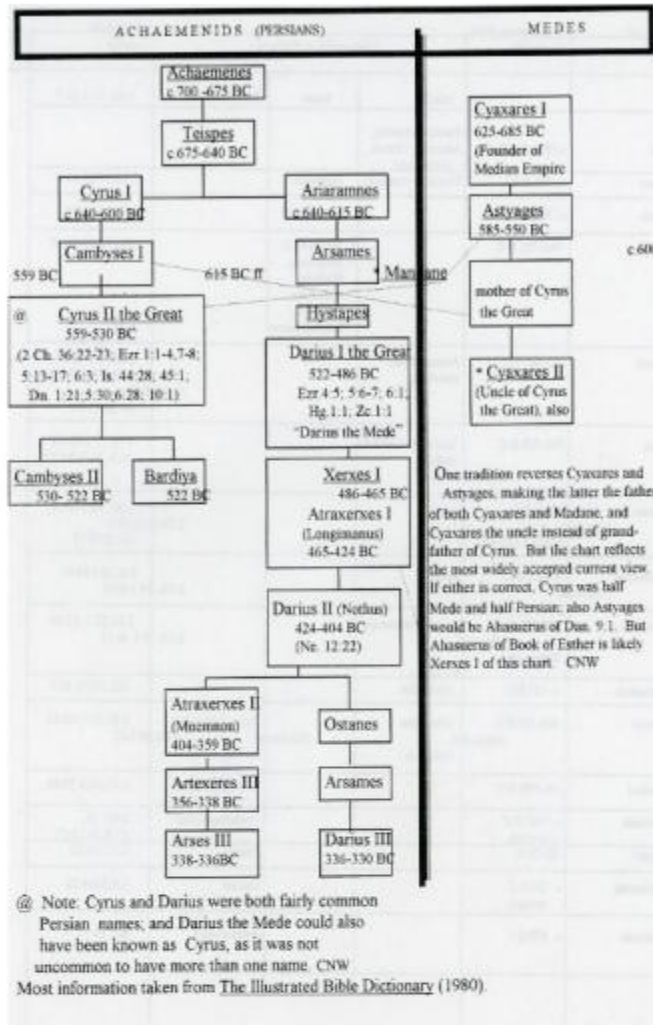 ACHAEMENIDS (PERSIANS)
MEDES
Achaemenes
c.700 -675 BC
Teispes
c.675-640 BC
Cyrus I
c.640-600 BC
Ariaramnes
c.640-615 BC
Cambyses I
559 BC
615 BC ff
Arsames
* Mandane
Hystapes
@ Cyrus II the Great
559-530 BC
(2 Ch. 36:22-23; Ezr 1:1-4,7-8;
5:13-17; 6:3; Is. 44:28; 45:1;
Dn. 1:21;5:30;6:28; 10:1)
Darius I the Great
522-486 BC
Ezr 4:5; 5:6-7; 6:1;
Hg.1:1; Zc.1:1
"Darius the Mede"
Cambyses II
530- 522 BC
Bardiya
522 BC
Xerxes I
486-465 BC
Atraxerxes I
(Longimanus)
465-424 BC
Darius II (Nothus)
424-404 BC
(Ne. 12:22)
Atraxerxes II
(Mnemnon)
404-359 BC
Ostanes
Artexeres III
356-338 BC
Arsames
Arses III
338-336BC
Darius III
336-330 BC
Cyaxares I
625-685 BC
(Founder of
Median Empire
Astyages
585-550 BC
c.600
mother of Cyrus
the Great
* Cyaxares II
(Uncle of Cyrus
the Great), also
One tradition reverses Cyaxares and
Astyages, making the latter the father
of both Cyaxares and Madane, and
Cyaxares the uncle instead of grand-
father of Cyrus. But the chart reflects
the most widely accepted current view.
If either is correct, Cyrus was half
Mede and half Persian; also Astyages
would be Ahasuerus of Dan. 9:1. But
Ahasuerus of Book of Esther is likely
Xerxes I of this chart. CNW
@ Note: Cyrus and Darius were both fairly common
Persian names; and Darius the Mede could also
have been known as Cyrus, as it was not
uncommon to have more than one name. CNW
Most information taken from The Illustrated Bible Dictionary (1980).